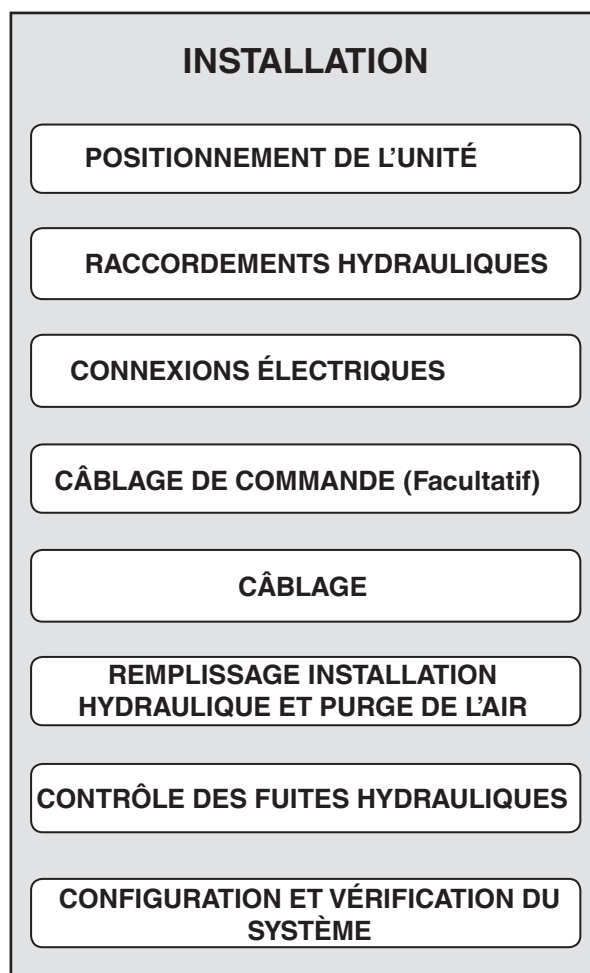 INSTALLATION
POSITIONNEMENT DE L’UNITÉ
RACCORDEMENTS HYDRAULIQUES
CONNEXIONS ÉLECTRIQUES
CÂBLAGE DE COMMANDE (Facultatif)
CÂBLAGE
REMPLISSAGE INSTALLATION
HYDRAULIQUE ET PURGE DE L’AIR
CONTRÔLE DES FUITES HYDRAULIQUES
CONFIGURATION ET VÉRIFICATION DU
SYSTÈME